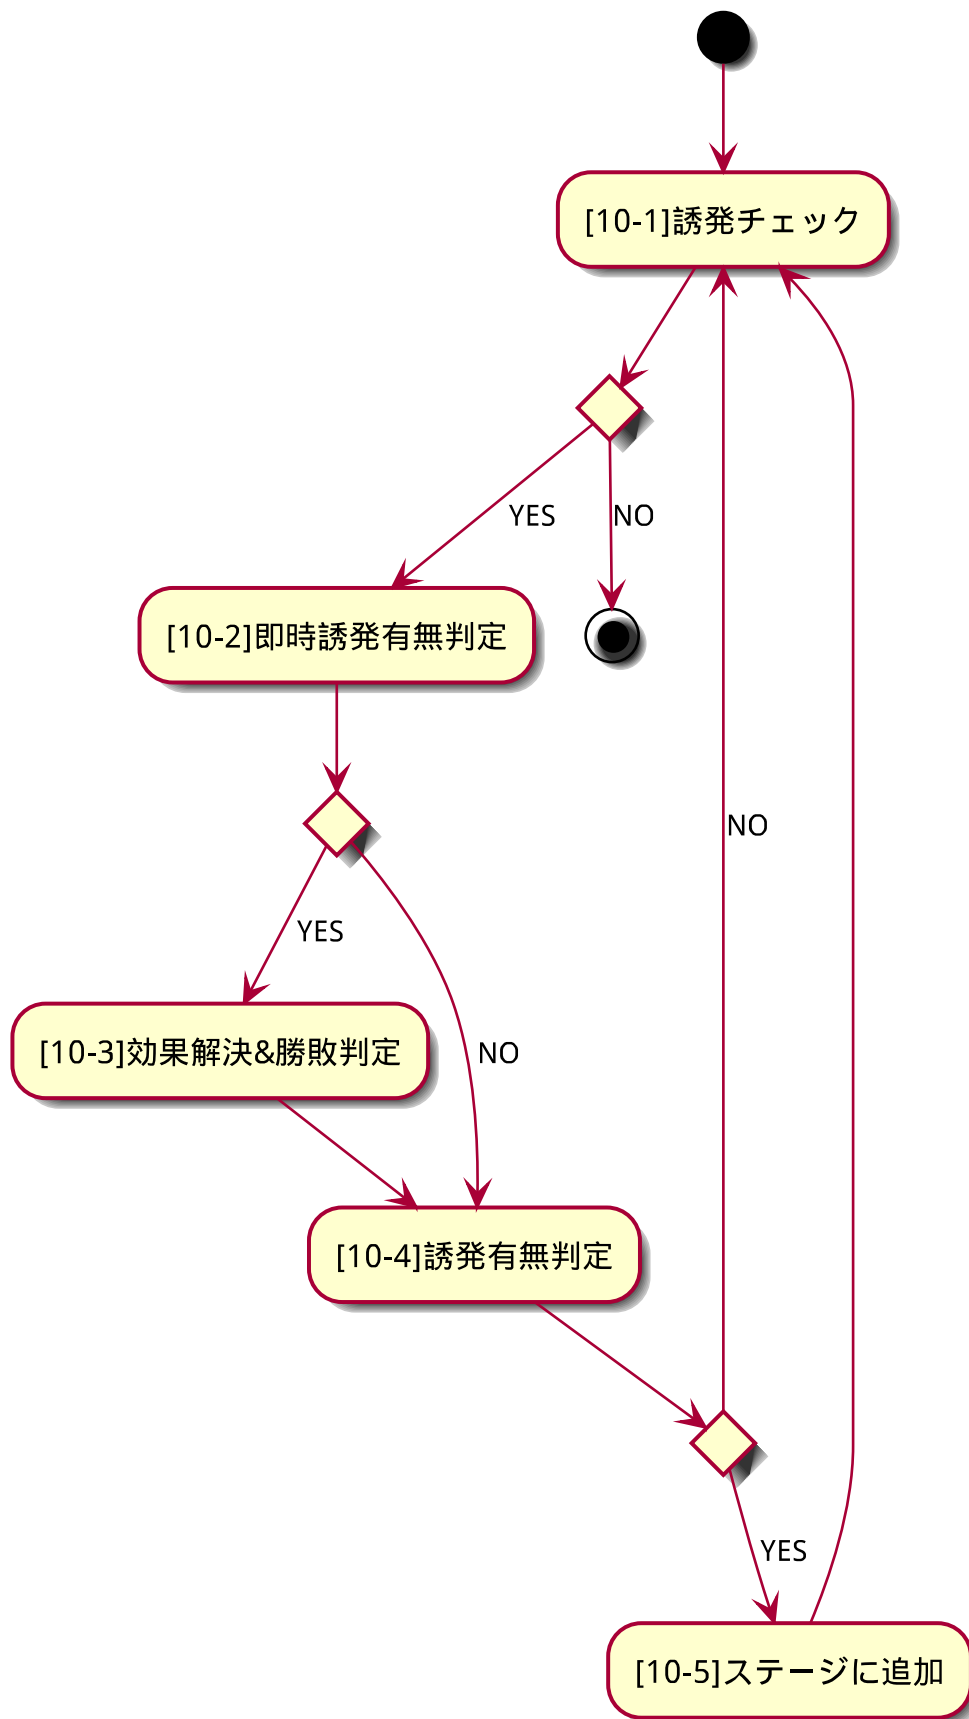 [10-1]誘発チェック
YES
NO
[10-2]即時誘発有無判定
NO
YES
[10-3]効果解決&勝敗判定
NO
[10-4]誘発有無判定
YES
[10-5]ステージに追加